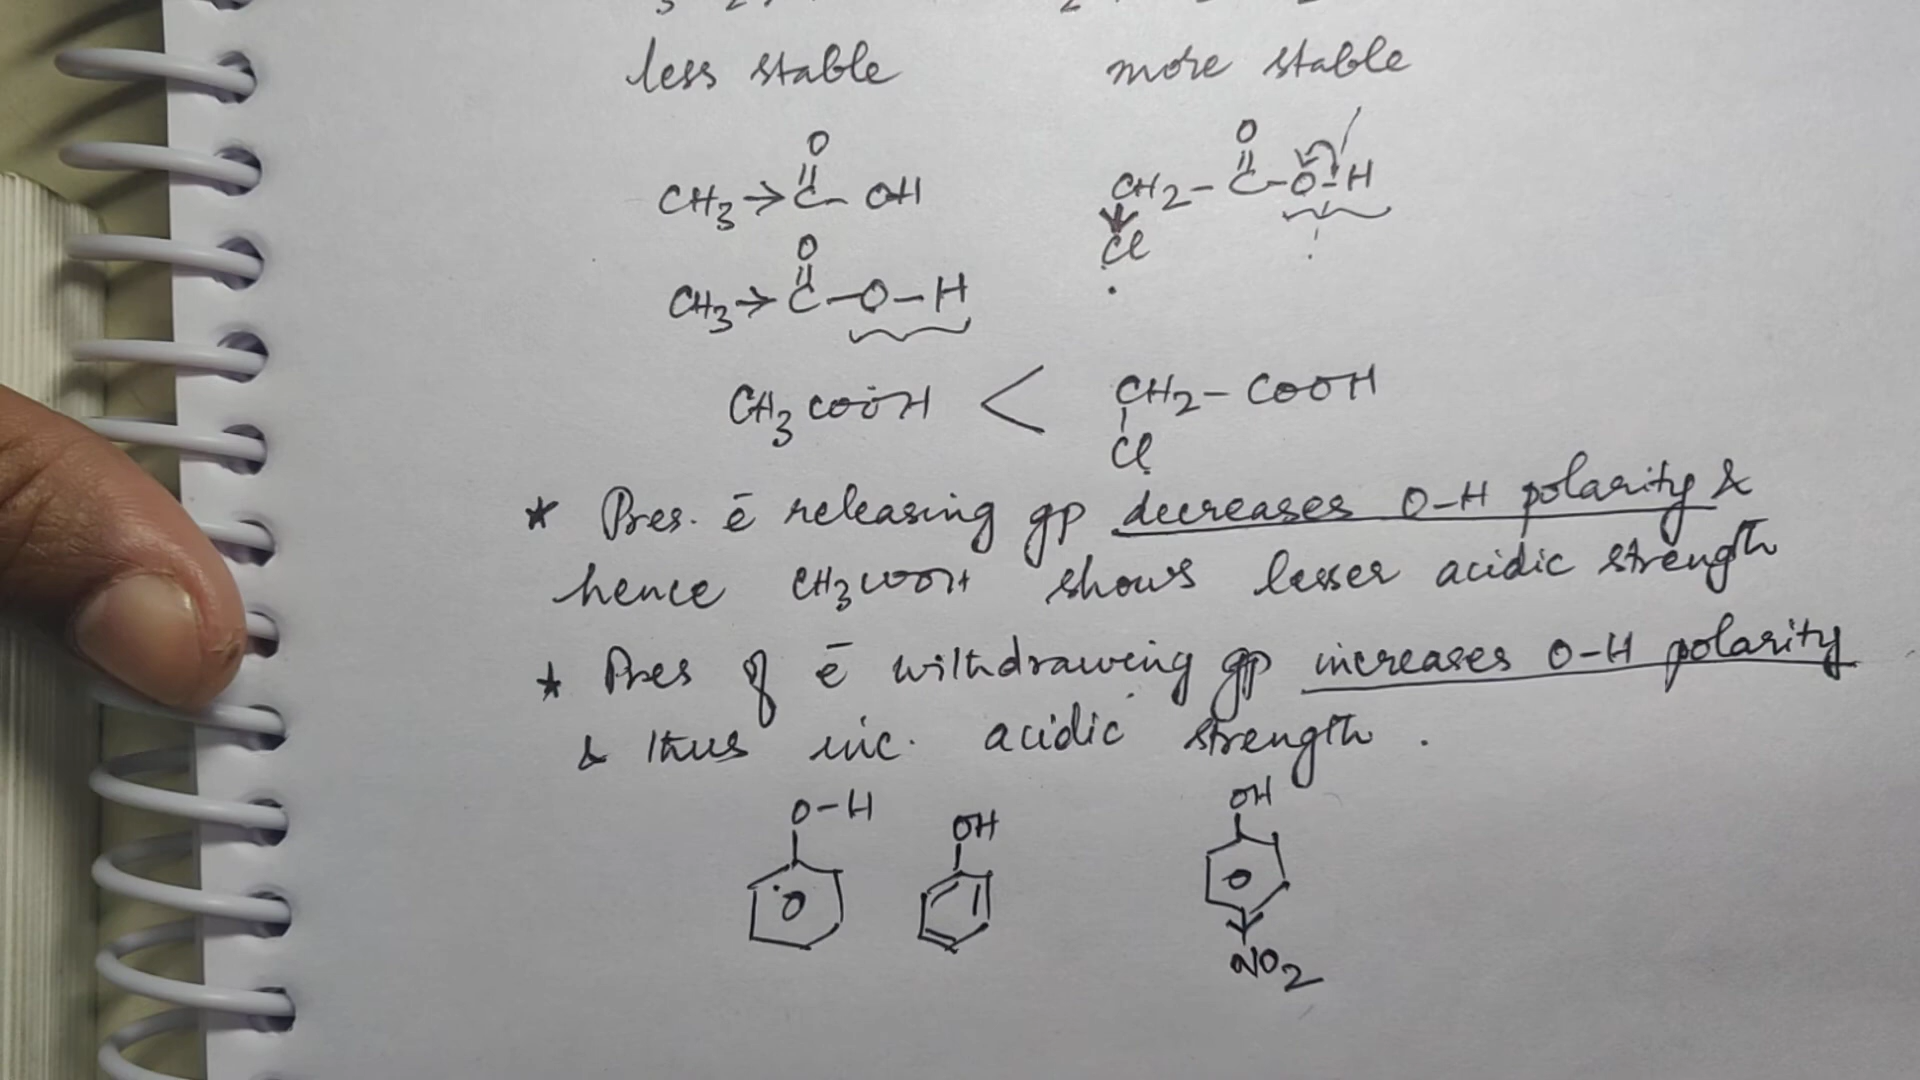 less stable more stable
O
||
CH3→C-OH
O
||
CH2-C-O-H
Cl
O
||
CH3→C-O-H
CH3COOH < CH2-COOH
Cl
* Pres. ē releasing gp decreases O-H polarity &
hence CH3COOH shows lesser acidic strength
* Pres of ē withdrawing gp increases O-H polarity
& thus inc. acidic strength.
O-H OH OH
NO2